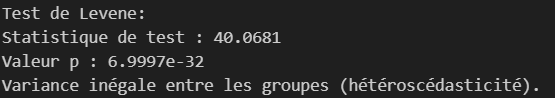 Test de Levene:
Statistique de test : 40.0681
Valeur p : 6.9997e-32
Variance inégale entre les groupes (hétéroscédasticité).